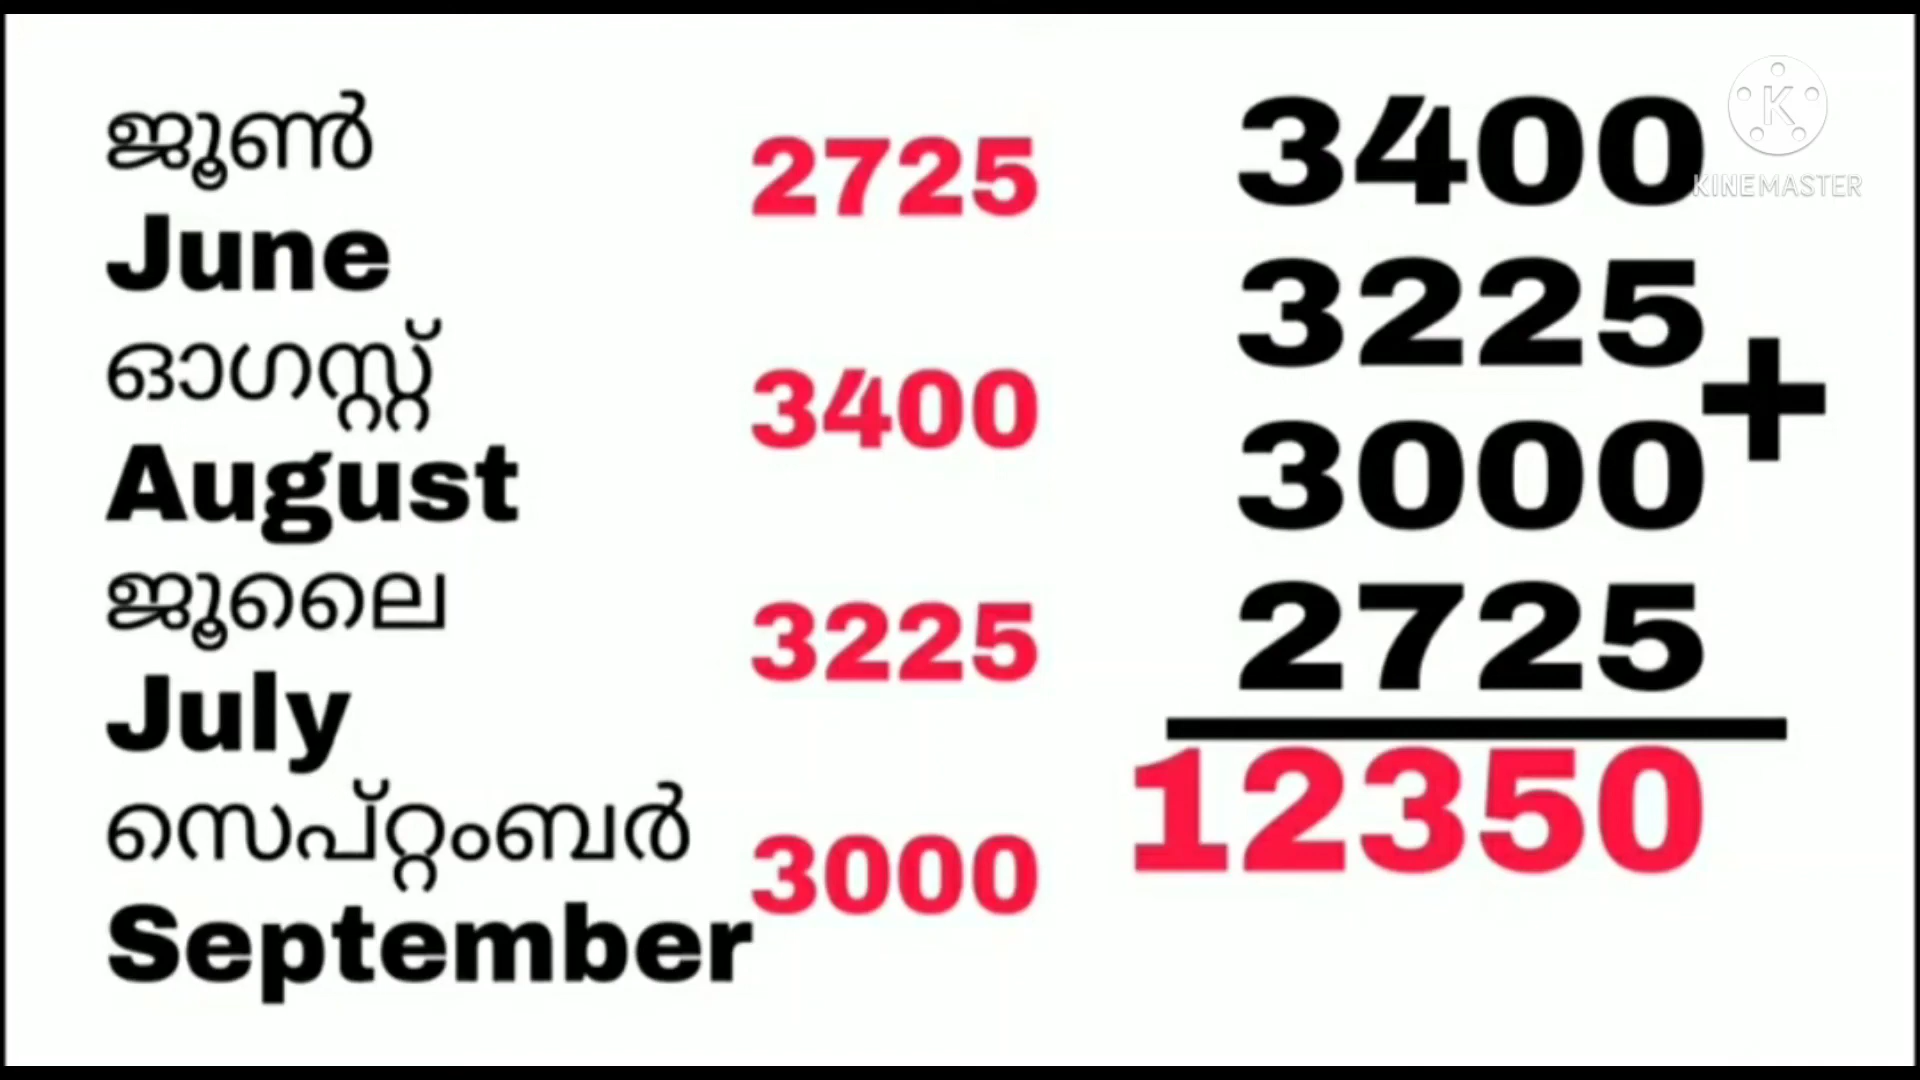 ജൂൺ
June
2725
ഓഗസ്റ്റ്
August
3400
ജൂലൈ
July
3225
സെപ്റ്റംബർ
September
3000
3400
3225
3000
+
2725
12350
K
KINEMASTER